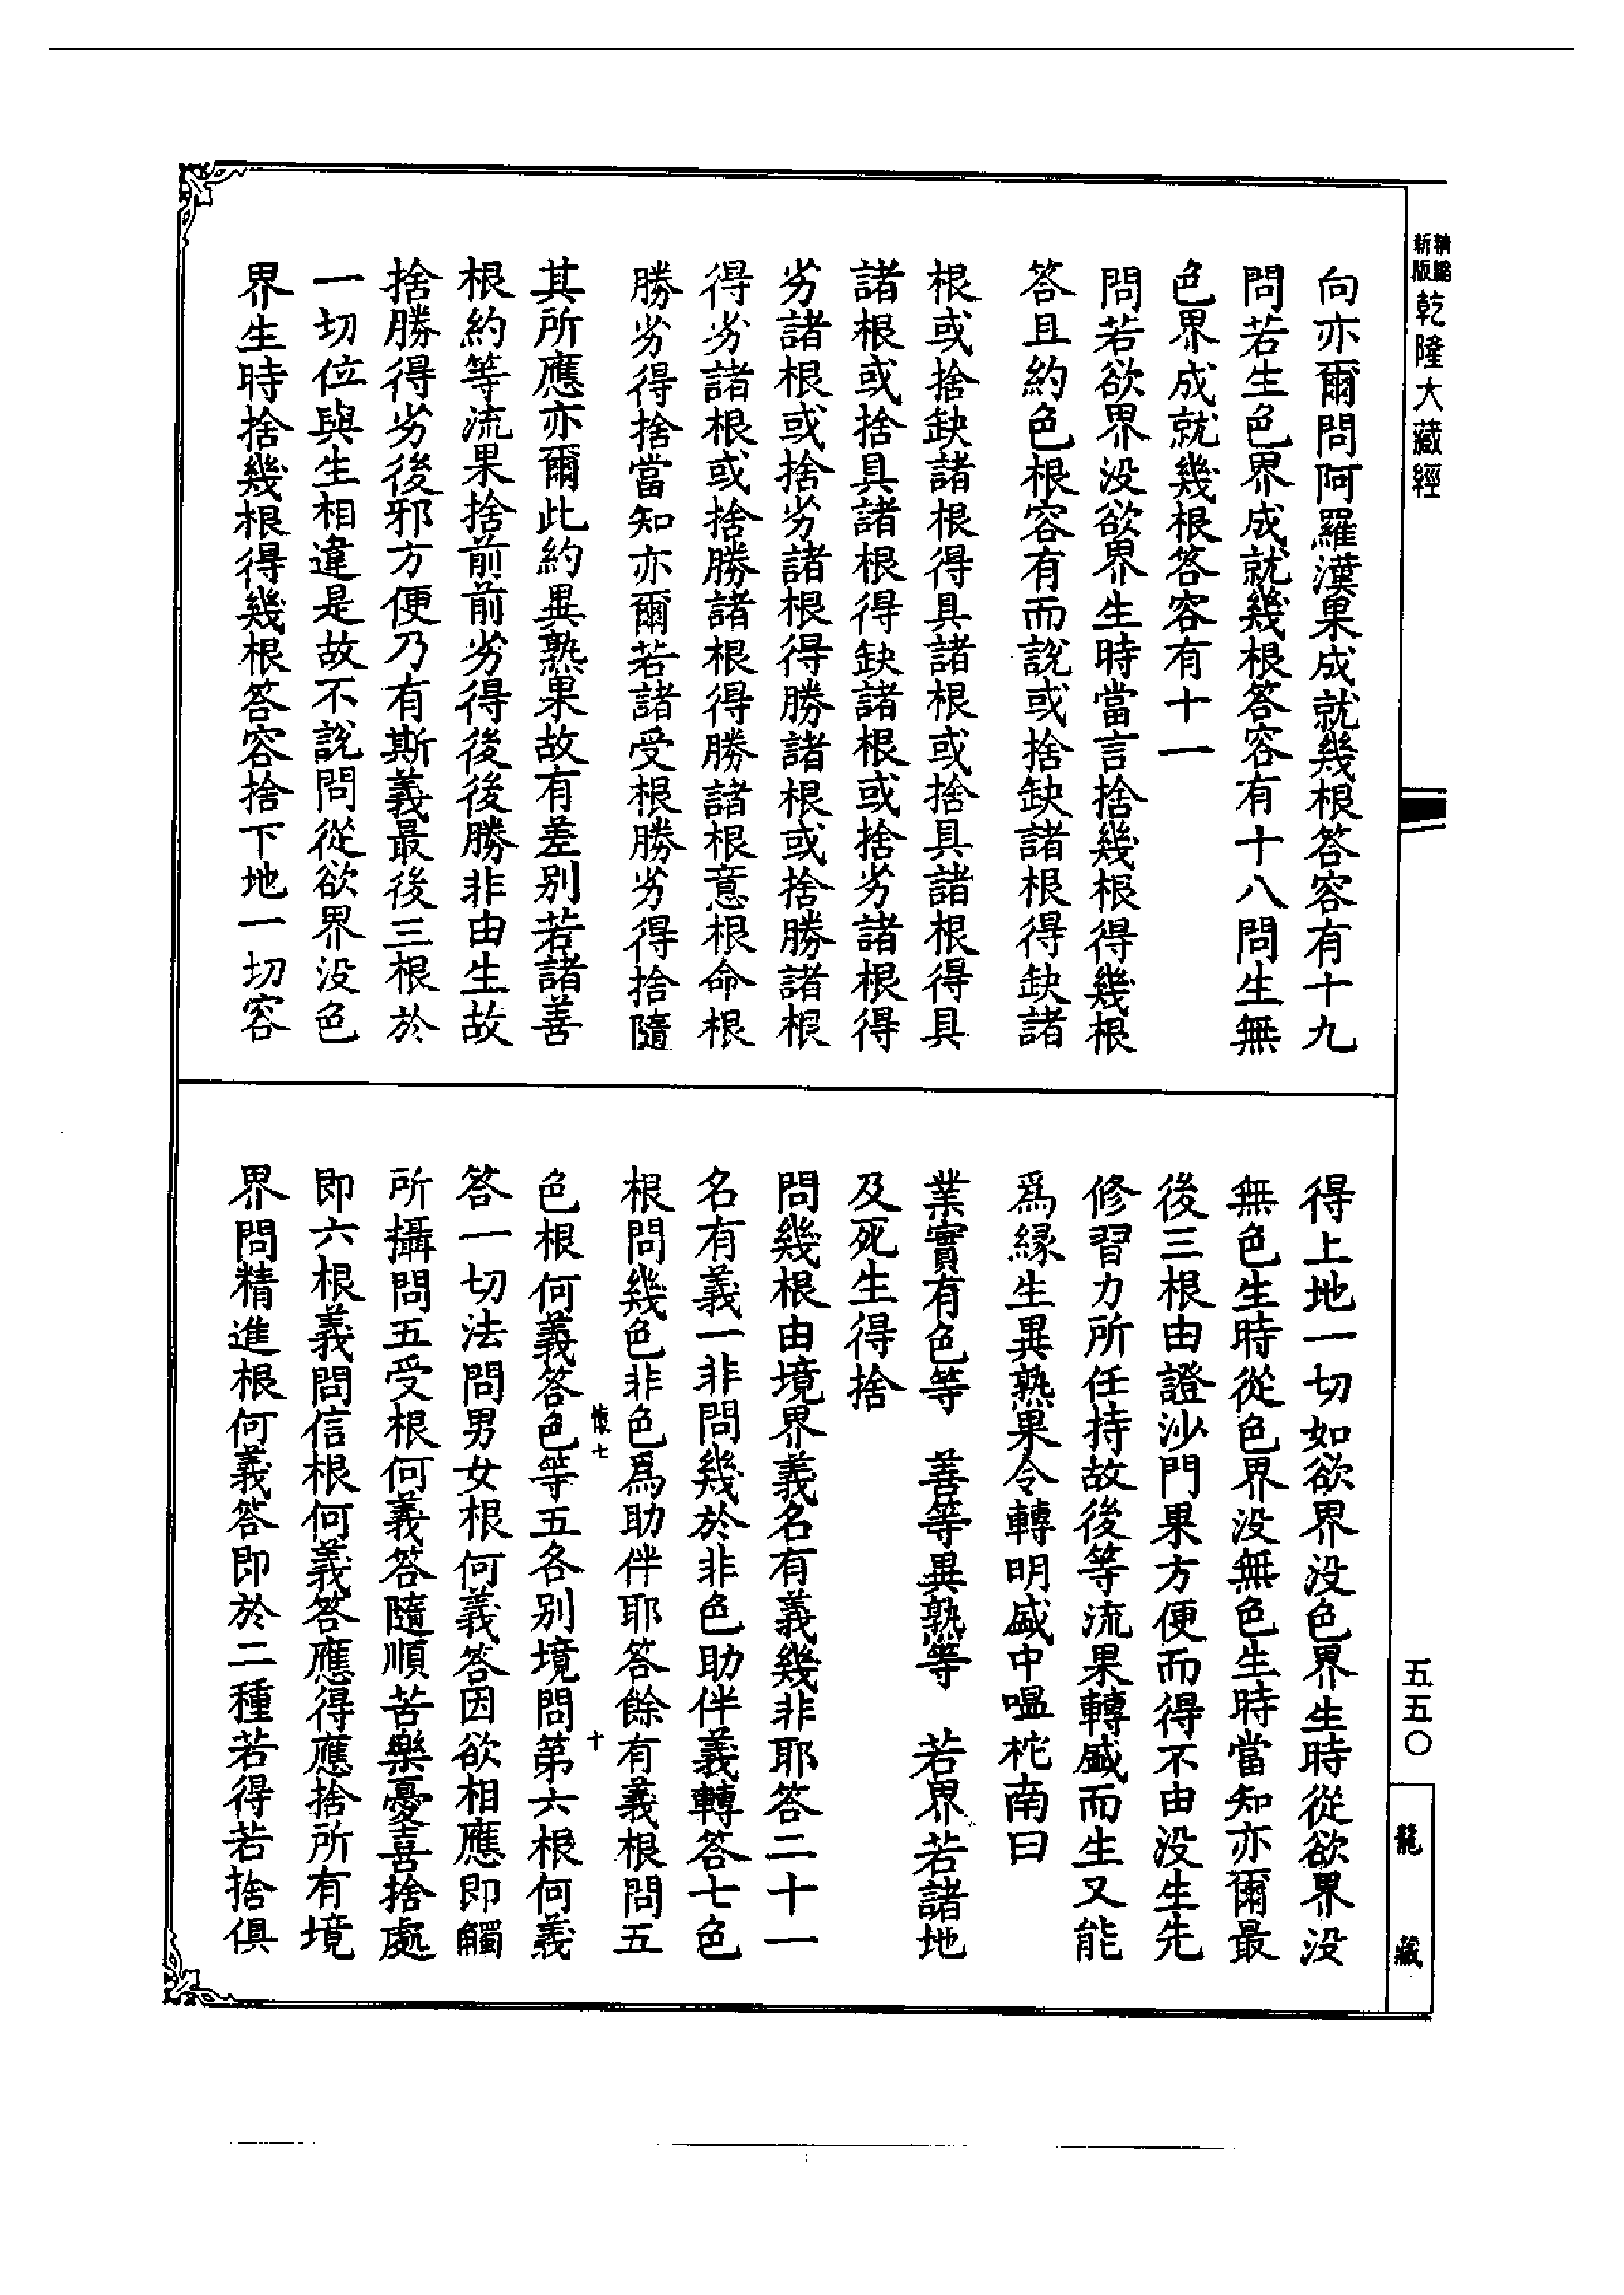 精縮新版乾隆大藏經
向亦爾問阿羅漢果成就幾根答容有十九
問若生色界成就幾根答容有十八問生無
色界成就幾根答容有十一
問若欲界没欲界生時當言捨幾根得幾根
答且約色根容有而說或捨缺諸根得缺諸
根或捨缺諸根得具諸根或捨具諸根得具
諸根或捨具諸根得缺諸根或捨劣諸根得
劣諸根或捨劣諸根得勝諸根或捨勝諸根
得劣諸根或捨勝諸根得勝諸根意根命根
勝劣得捨當知亦爾若諸受根勝劣得捨隨
其所應亦爾此約異熟果故有差别若諸善
根約等流果捨前前劣得後後勝非由生故
捨勝得劣後邪方便乃有斯義最後三根於
一切位與生相違是故不說問從欲界没色
界生時捨幾根得幾根答容捨下地一切容
得上地一切如欲界没色界生時從欲界没
無色生時從色界没無色生時當知亦爾最
後三根由證沙門果方便而得不由没生先
修習力所任持故後等流果轉盛而生又能
爲緣生異熟果令轉明盛中嗢柁南曰
業實有色等　善等異熟等　若界若諸地
及死生得捨
問幾根由境界義名有義幾非耶答二十一
名有義一非問幾於非色助伴義轉答七色
根問幾色非色爲助伴耶答餘有義根問五
懷七　十
色根何義答色等五各别境問第六根何義
答一切法問男女根何義答因欲相應即觸
所攝問五受根何義答隨順苦樂憂喜捨處
即六根義問信根何義答應得應捨所有境
界問精進根何義答即於二種若得若捨俱
五五〇
龍藏